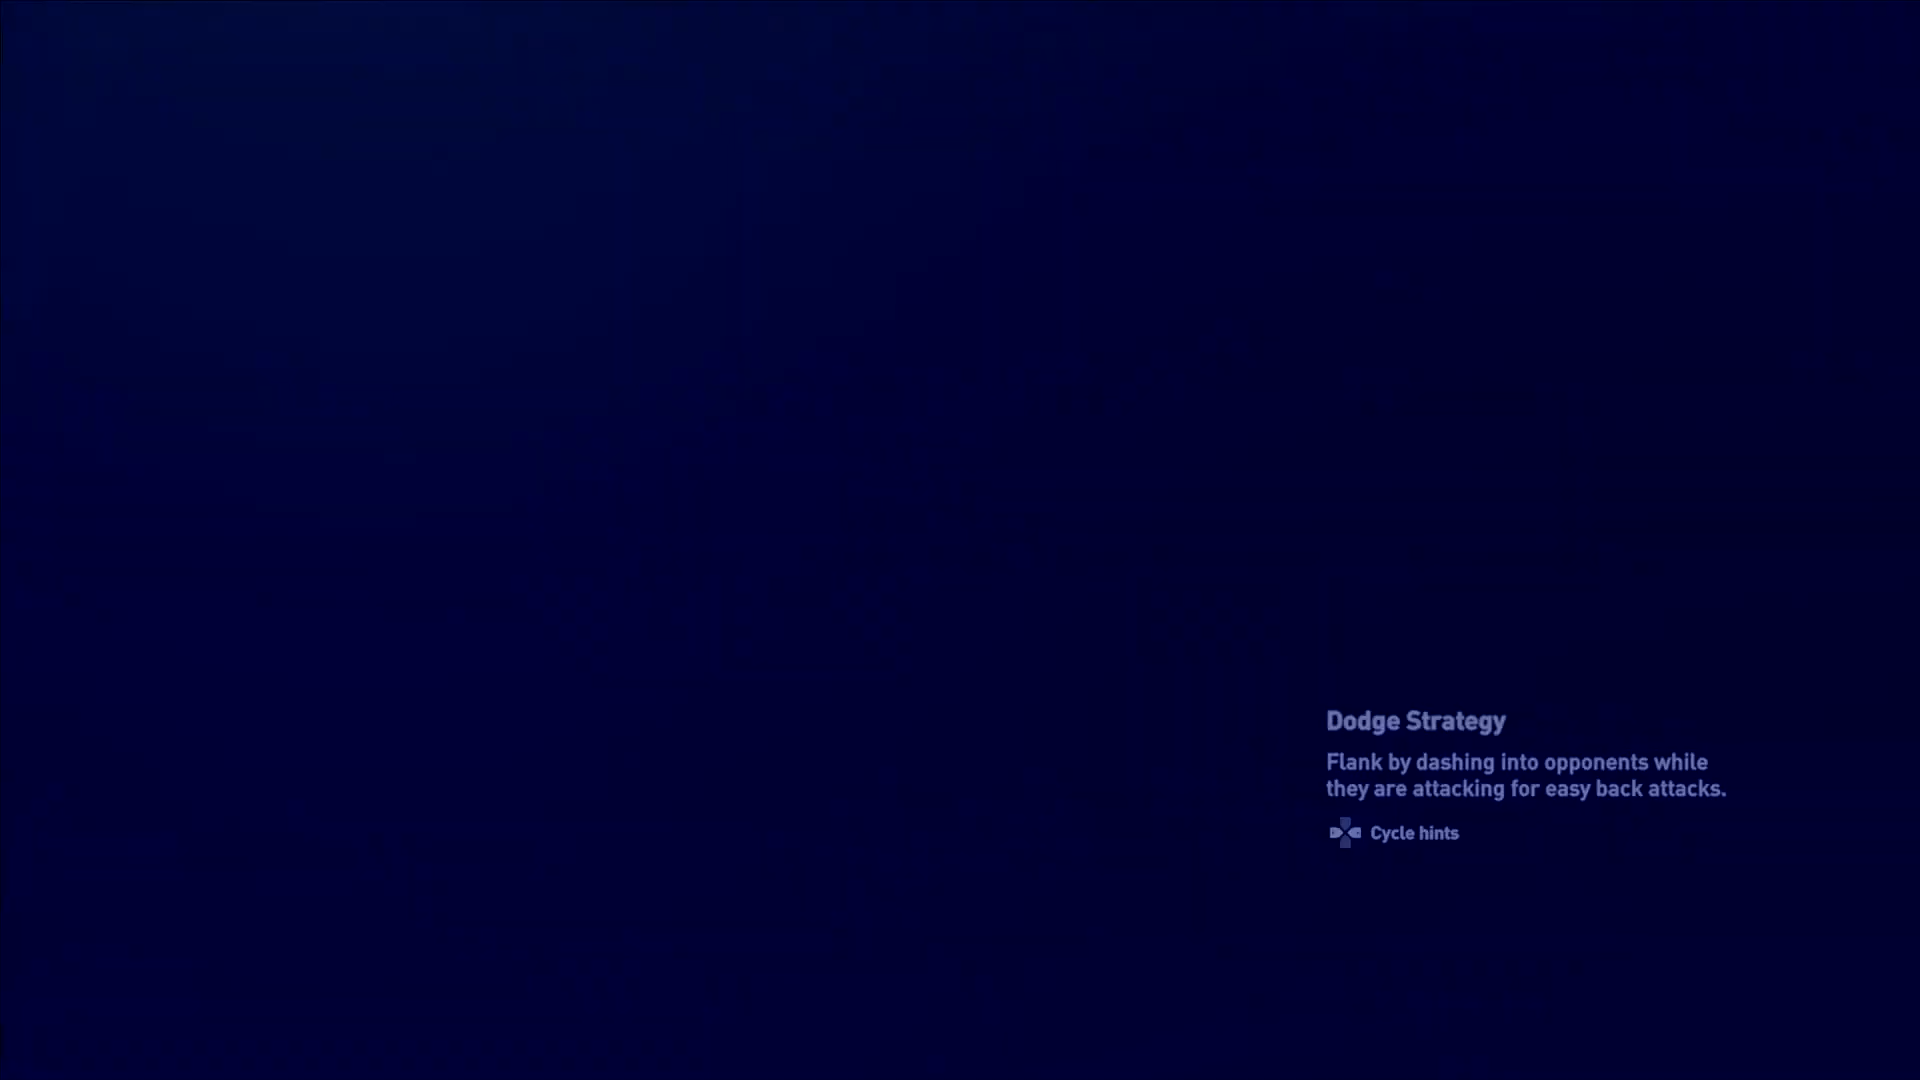 Dodge Strategy
Flank by dashing into opponents while
they are attacking for easy back attacks.
Cycle hints